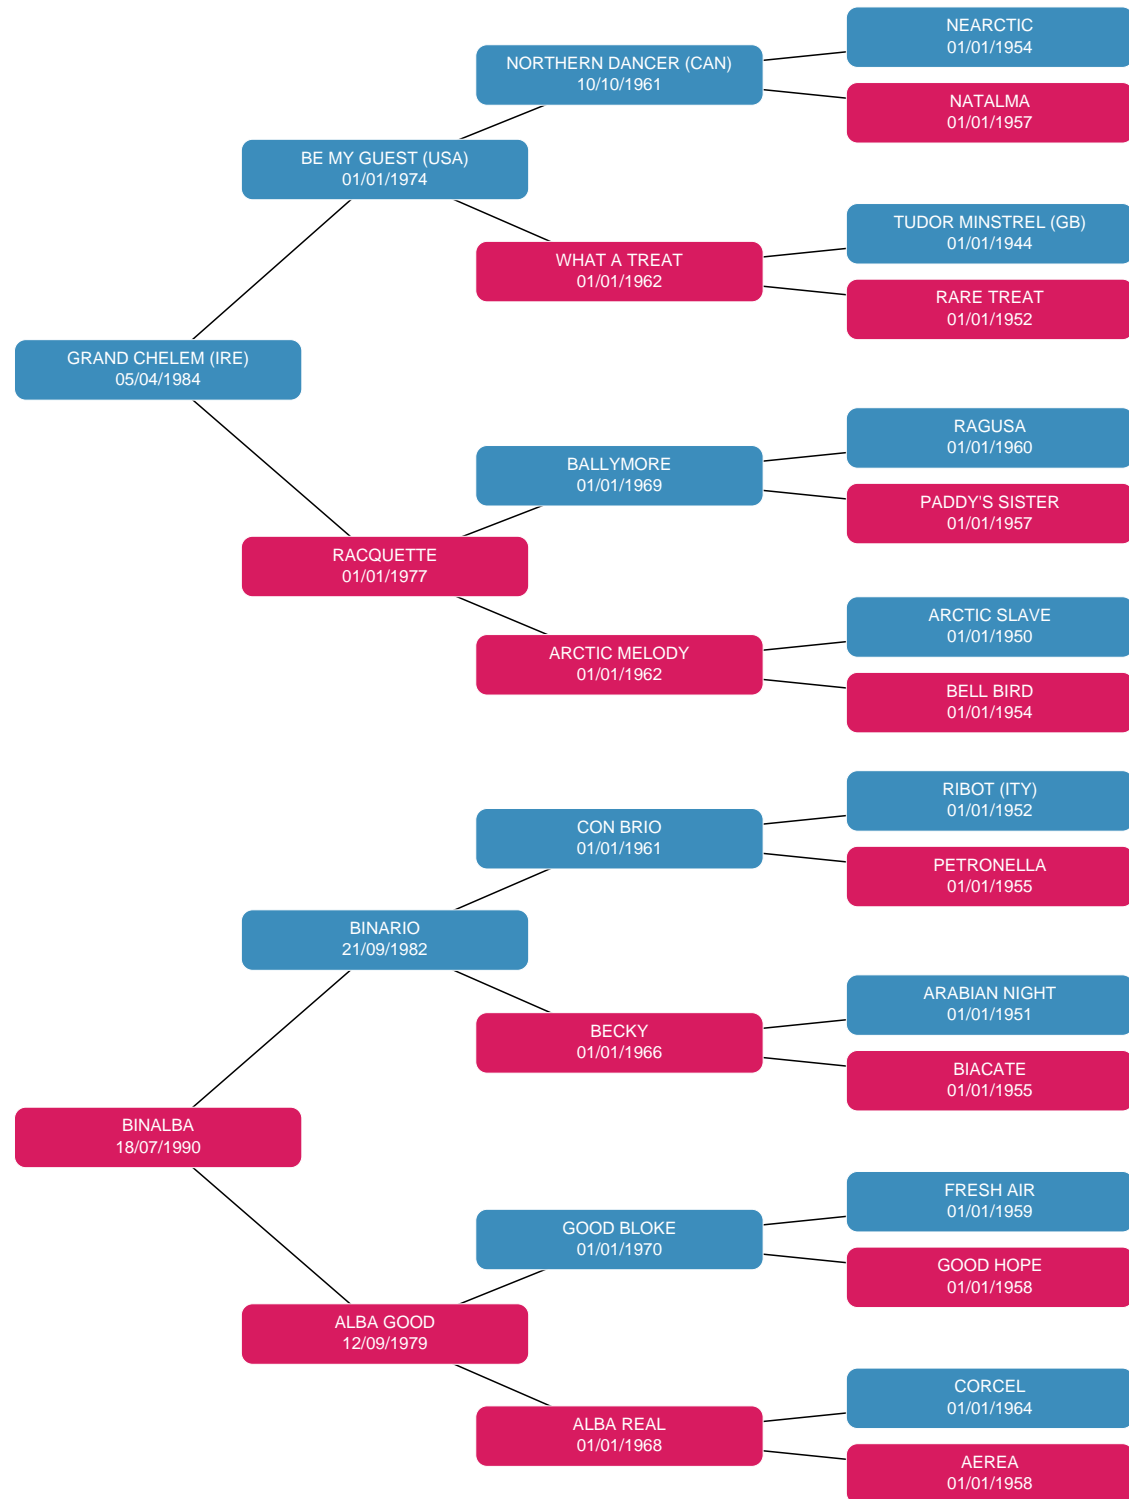 NEARCTIC
01/01/1954
NORTHERN DANCER (CAN)
10/10/1961
NATALMA
01/01/1957
BE MY GUEST (USA)
01/01/1974
TUDOR MINSTREL (GB)
01/01/1944
WHAT A TREAT
01/01/1962
RARE TREAT
01/01/1952
GRAND CHELEM (IRE)
05/04/1984
RAGUSA
01/01/1960
BALLYMORE
01/01/1969
PADDY'S SISTER
01/01/1957
RACQUETTE
01/01/1977
ARCTIC SLAVE
01/01/1950
ARCTIC MELODY
01/01/1962
BELL BIRD
01/01/1954
RIBOT (ITY)
01/01/1952
CON BRIO
01/01/1961
PETRONELLA
01/01/1955
BINARIO
21/09/1982
ARABIAN NIGHT
01/01/1951
BECKY
01/01/1966
BIACATE
01/01/1955
BINALBA
18/07/1990
FRESH AIR
01/01/1959
GOOD BLOKE
01/01/1970
GOOD HOPE
01/01/1958
ALBA GOOD
12/09/1979
CORCEL
01/01/1964
ALBA REAL
01/01/1968
AEREA
01/01/1958